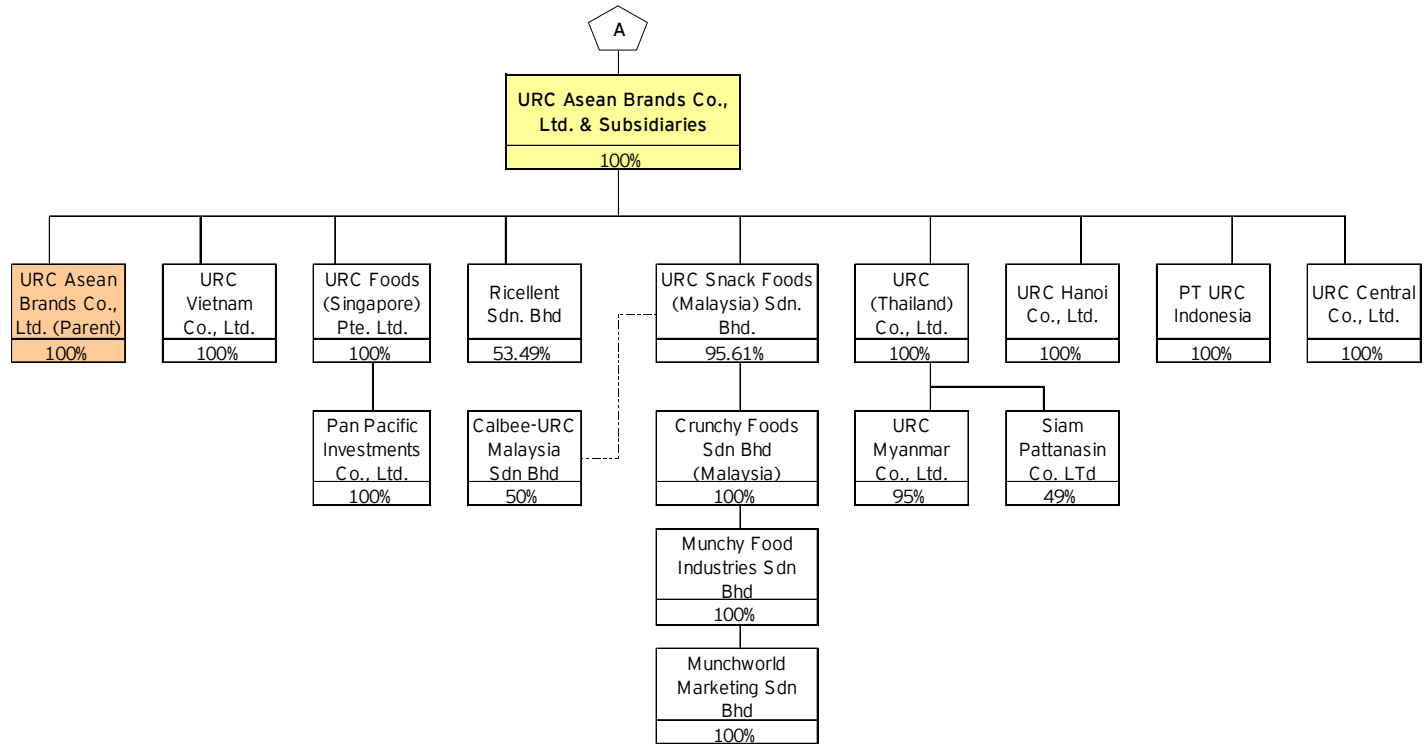 A
URC Asean Brands Co.,
Ltd. & Subsidiaries
100%
URC Asean
Brands Co.,
Ltd. (Parent)
100%
URC
Vietnam
Co., Ltd.
100%
URC Foods
(Singapore)
Pte. Ltd.
100%
Ricellent
Sdn. Bhd
53.49%
URC Snack Foods
(Malaysia) Sdn.
Bhd.
95.61%
URC
(Thailand)
Co., Ltd.
100%
URC Hanoi
Co., Ltd.
100%
PT URC
Indonesia
100%
URC Central
Co., Ltd.
100%
Pan Pacific
Investments
Co., Ltd.
100%
Calbee-URC
Malaysia
Sdn Bhd
50%
Crunchy Foods
Sdn Bhd
(Malaysia)
100%
URC
Myanmar
Co., Ltd.
95%
Siam
Pattanasin
Co. LTd
49%
Munchy Food
Industries Sdn
Bhd
100%
Munchworld
Marketing Sdn
Bhd
100%